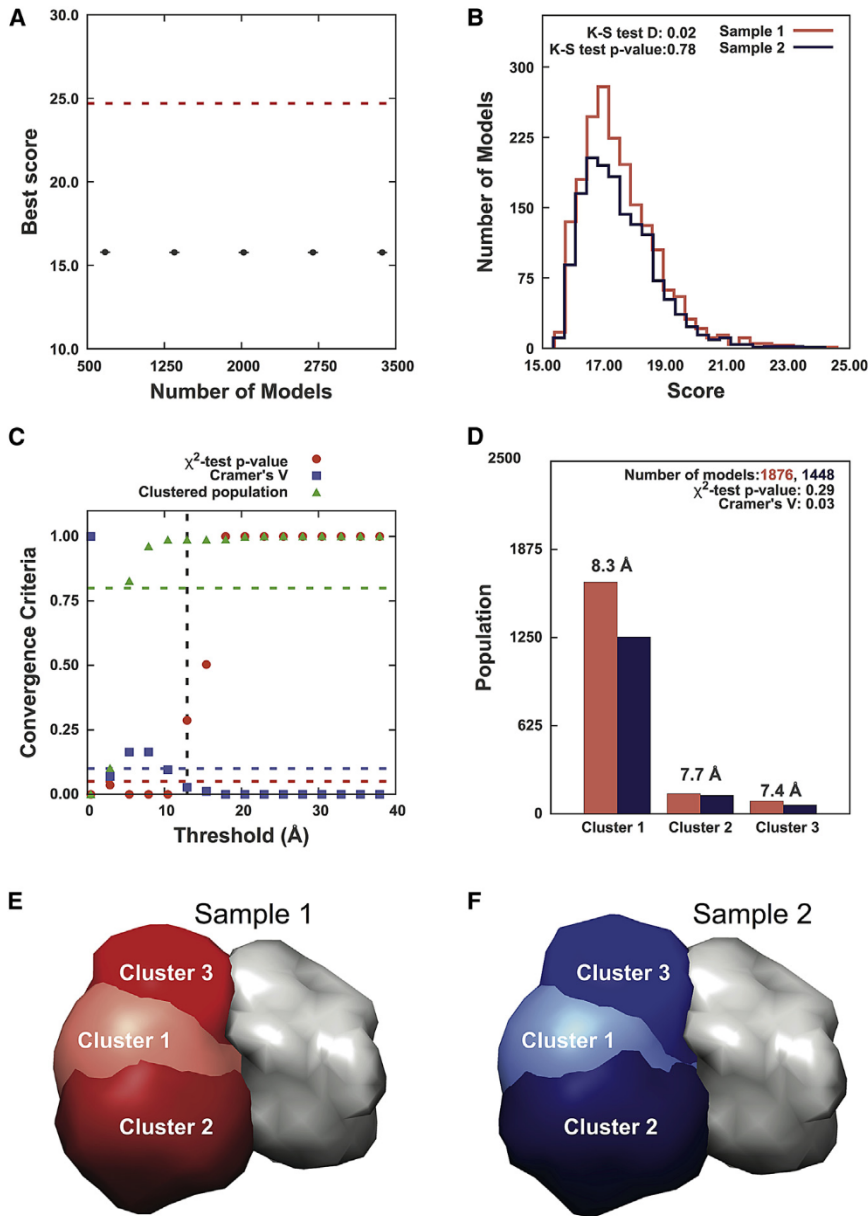 A
30.0
25.0
20.0
15.0
10.0
Best score
500 1250 2000 2750 3500
Number of Models
B
K-S test D: 0.02 Sample 1
K-S test p-value:0.78 Sample 2
300
225
150
75
0
Number of Models
15.00 17.00 19.00 21.00 23.00 25.00
Score
C
χ²-test p-value
Cramer's V
Clustered population
1.00
0.75
0.50
0.25
0.00
Convergence Criteria
0 10 20 30 40
Threshold (Å)
D
2500
1875
1250
625
0
Population
Number of models:1876, 1448
χ²-test p-value: 0.29
Cramer's V: 0.03
8.3 Å
7.7 Å
7.4 Å
Cluster 1 Cluster 2 Cluster 3
E
Sample 1
Cluster 3
Cluster 1
Cluster 2
F
Sample 2
Cluster 3
Cluster 1
Cluster 2